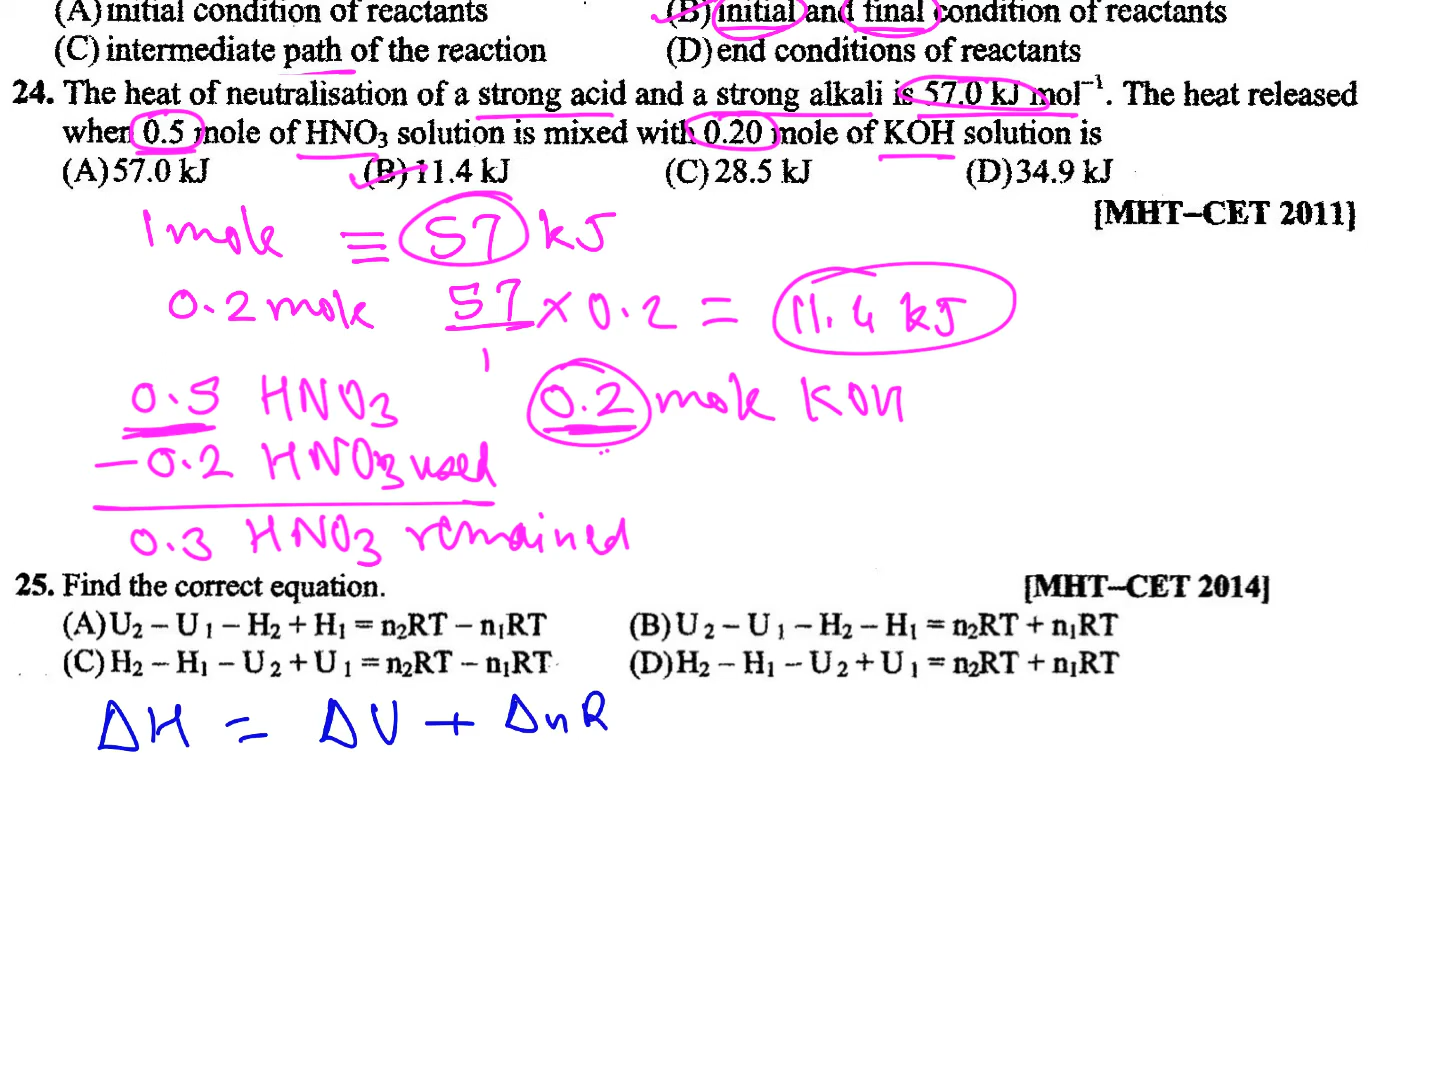 (A) initial condition of reactants (B) initial and final condition of reactants
(C) intermediate path of the reaction (D) end conditions of reactants
24. The heat of neutralisation of a strong acid and a strong alkali is 57.0 kJ mol⁻¹. The heat released
when 0.5 mole of HNO₃ solution is mixed with 0.20 mole of KOH solution is
(A) 57.0 kJ (B) 11.4 kJ (C) 28.5 kJ (D) 34.9 kJ
[MHT–CET 2011]
1 mole ≡ 57 kJ
0.2 mole 57/1 × 0.2 = 11.4 kJ
0.5 HNO3 0.2 mole KOH
– 0.2 HNO3 used
0.3 HNO3 remained
25. Find the correct equation. [MHT–CET 2014]
(A) U₂ – U₁ – H₂ + H₁ = n₂RT – n₁RT (B) U₂ – U₁ – H₂ – H₁ = n₂RT + n₁RT
(C) H₂ – H₁ – U₂ + U₁ = n₂RT – n₁RT (D) H₂ – H₁ – U₂ + U₁ = n₂RT + n₁RT
ΔH = ΔU + ΔnR